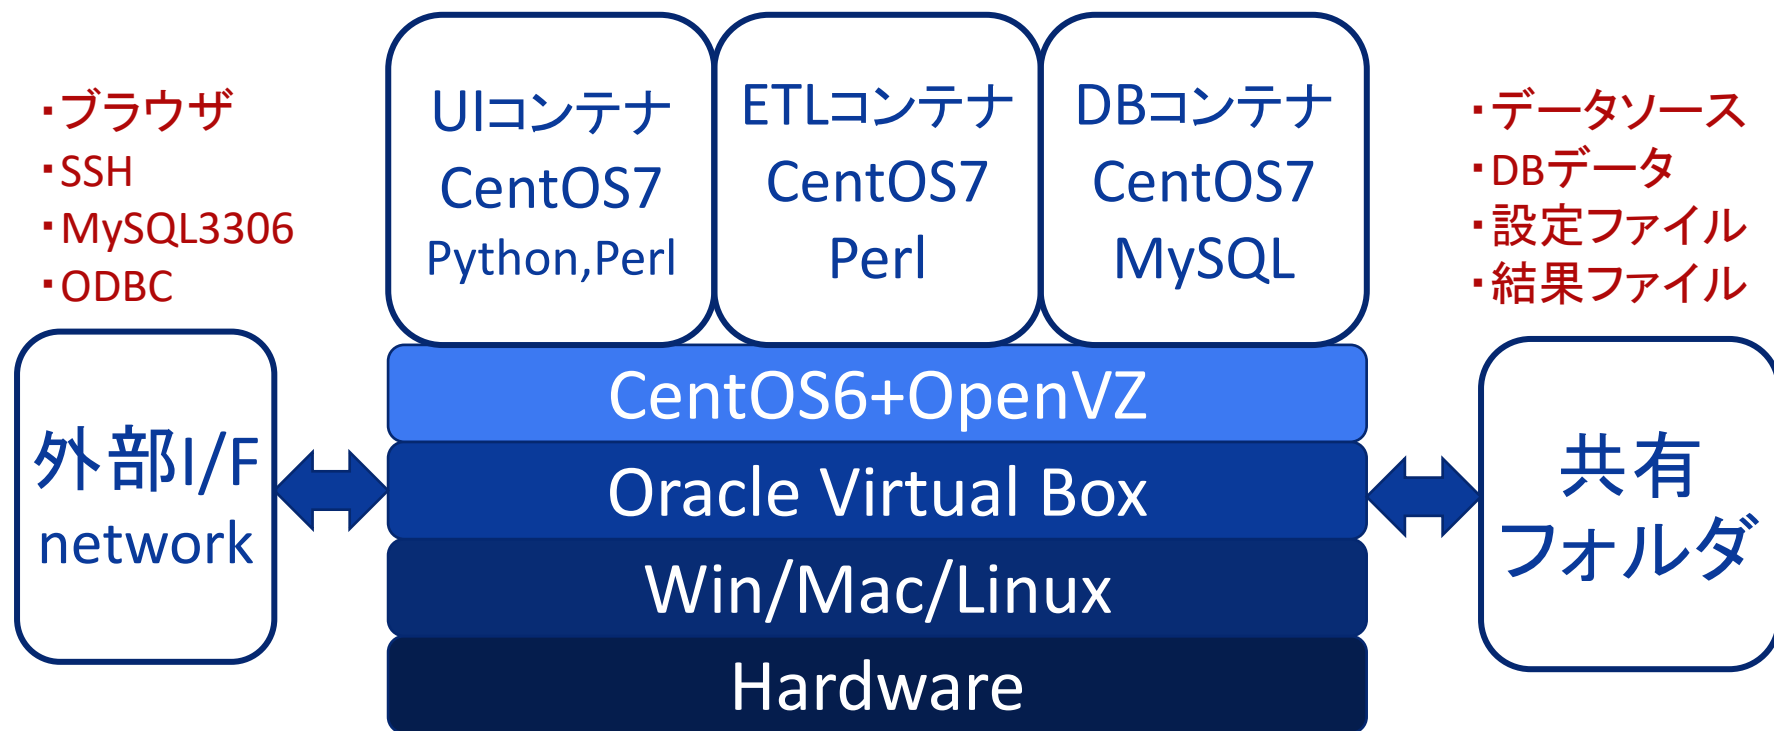 ・ブラウザ
・SSH
・MySQL3306
・ODBC
外部I/F
network
UIコンテナ
CentOS7
Python,Perl
ETLコンテナ
CentOS7
Perl
DBコンテナ
CentOS7
MySQL
CentOS6+OpenVZ
Oracle Virtual Box
Win/Mac/Linux
Hardware
・データソース
・DBデータ
・設定ファイル
・結果ファイル
共有
フォルダ